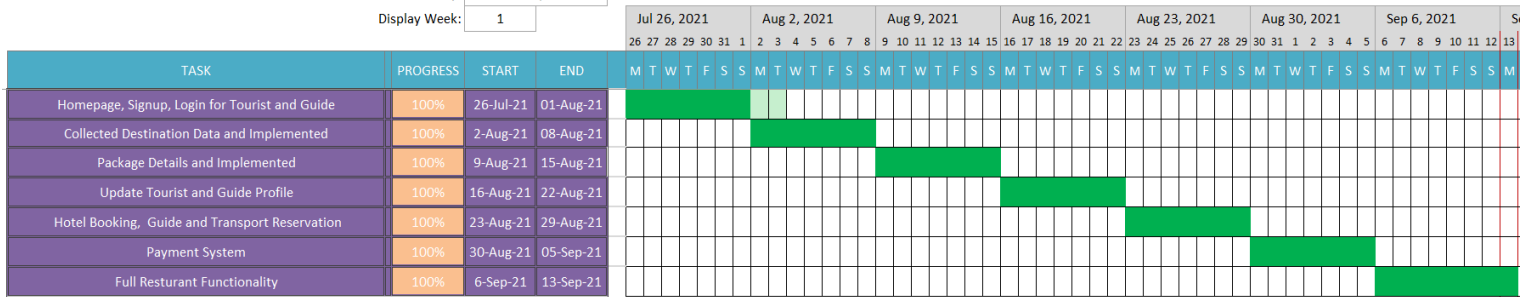 Display Week: 1
Jul 26, 2021 Aug 2, 2021 Aug 9, 2021 Aug 16, 2021 Aug 23, 2021 Aug 30, 2021 Sep 6, 2021
26 27 28 29 30 31 1 2 3 4 5 6 7 8 9 10 11 12 13 14 15 16 17 18 19 20 21 22 23 24 25 26 27 28 29 30 31 1 2 3 4 5 6 7 8 9 10 11 12 13
TASK PROGRESS START END M T W T F S S M T W T F S S M T W T F S S M T W T F S S M T W T F S S M T W T F S S M T W T F S S M
Homepage, Signup, Login for Tourist and Guide 100% 26-Jul-21 01-Aug-21
Collected Destination Data and Implemented 100% 2-Aug-21 08-Aug-21
Package Details and Implemented 100% 9-Aug-21 15-Aug-21
Update Tourist and Guide Profile 100% 16-Aug-21 22-Aug-21
Hotel Booking, Guide and Transport Reservation 100% 23-Aug-21 29-Aug-21
Payment System 100% 30-Aug-21 05-Sep-21
Full Resturant Functionality 100% 6-Sep-21 13-Sep-21